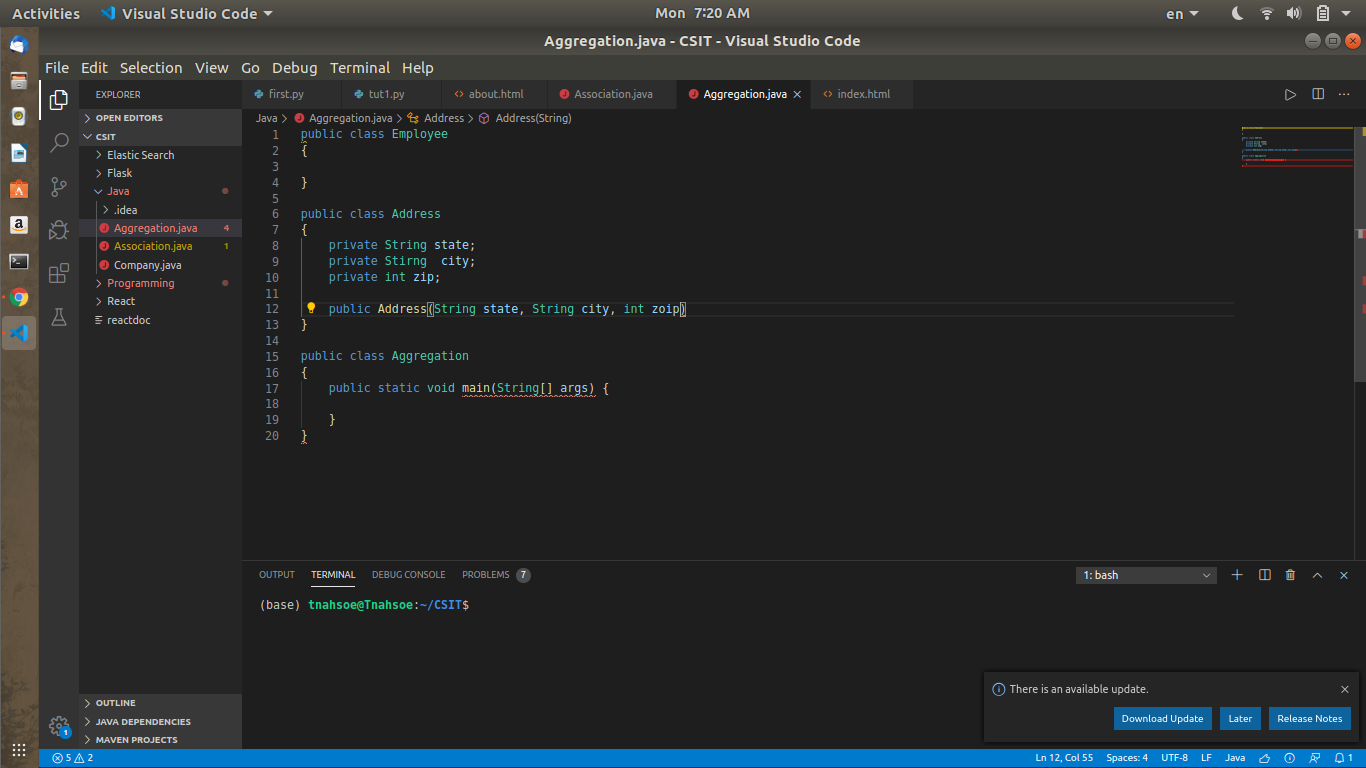 Activities Visual Studio Code Mon 7:20 AM en
Aggregation.java - CSIT - Visual Studio Code
File Edit Selection View Go Debug Terminal Help
EXPLORER
OPEN EDITORS
CSIT
Elastic Search
Flask
Java
.idea
Aggregation.java 4
Association.java 1
Company.java
Programming
React
reactdoc
OUTLINE
JAVA DEPENDENCIES
MAVEN PROJECTS
first.py tut1.py about.html Association.java Aggregation.java index.html
Java > Aggregation.java > Address > Address(String)
1 public class Employee
2 {
3
4 }
5
6 public class Address
7 {
8 private String state;
9 private Stirng  city;
10 private int zip;
11
12 public Address(String state, String city, int zoip)
13 }
14
15 public class Aggregation
16 {
17 public static void main(String[] args) {
18
19 }
20 }
OUTPUT TERMINAL DEBUG CONSOLE PROBLEMS 7
1: bash
(base) tnahsoe@Tnahsoe:~/CSIT$
There is an available update.
Download Update Later Release Notes
1
5 2 Ln 12, Col 55 Spaces: 4 UTF-8 LF Java 1